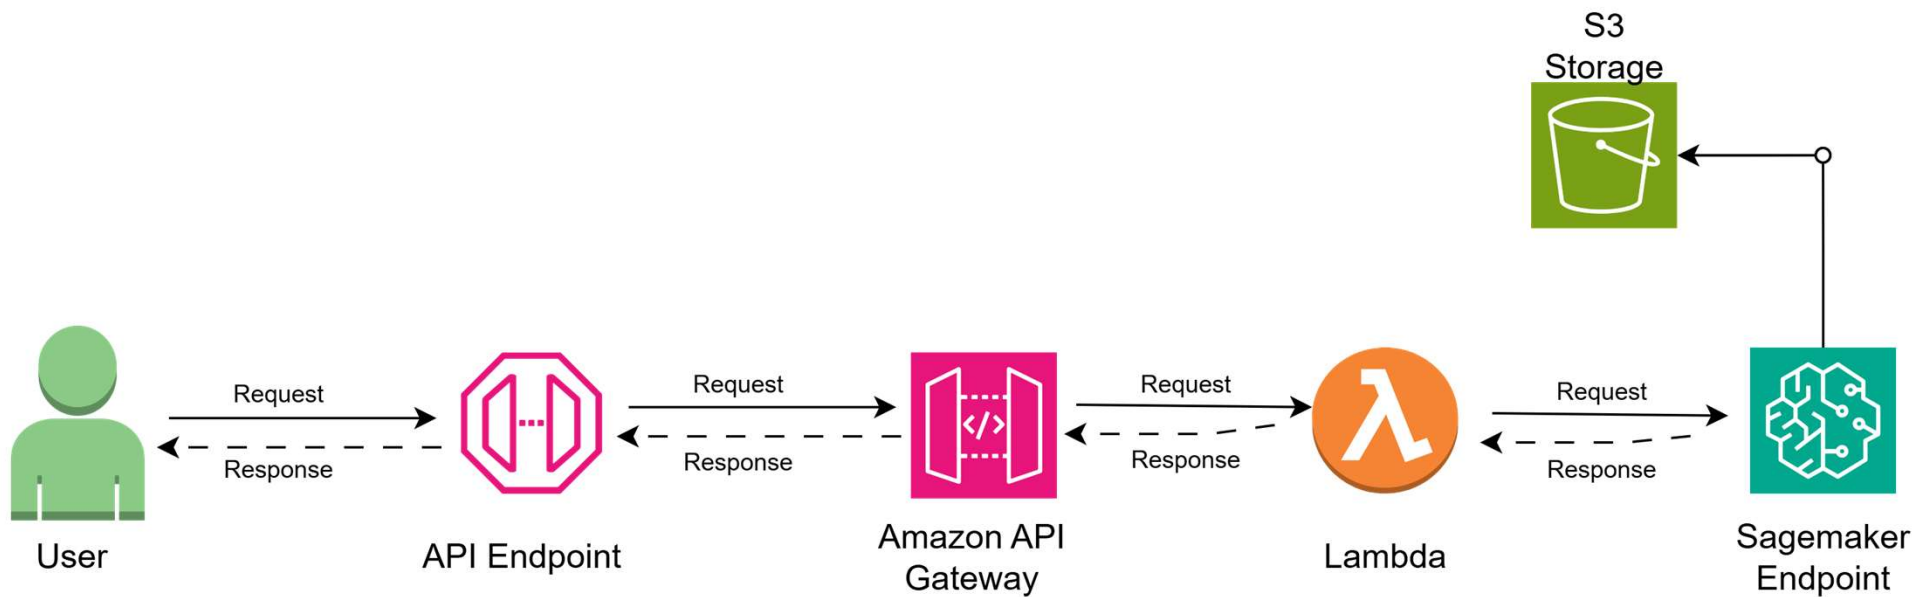 S3
Storage
Request
Response
Request
Response
</>
Request
Response
Request
Response
User
API Endpoint
Amazon API
Gateway
Lambda
Sagemaker
Endpoint